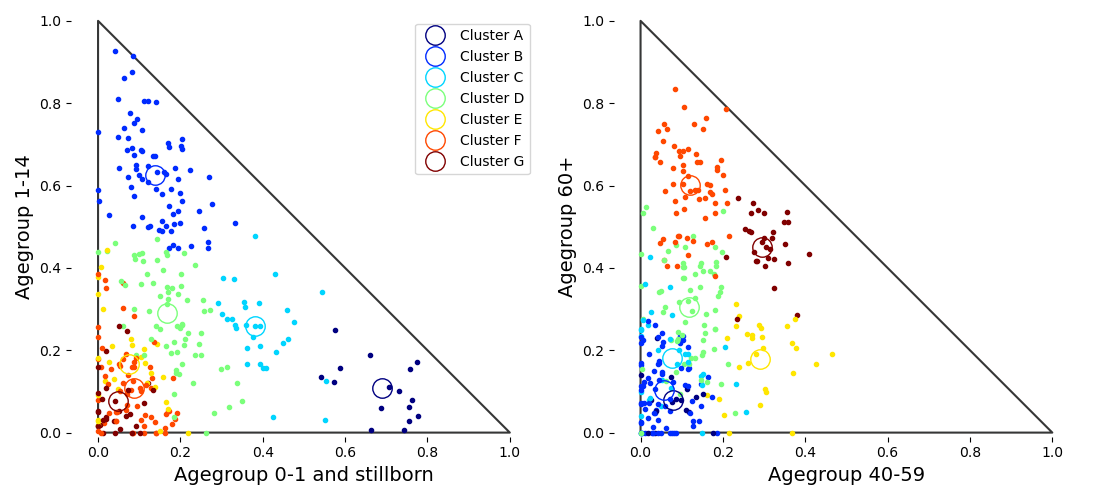 1.0
0.8
0.6
0.4
0.2
0.0
Agegroup 1-14
0.0 0.2 0.4 0.6 0.8 1.0
Agegroup 0-1 and stillborn
Cluster A
Cluster B
Cluster C
Cluster D
Cluster E
Cluster F
Cluster G
1.0
0.8
0.6
0.4
0.2
0.0
Agegroup 60+
0.0 0.2 0.4 0.6 0.8 1.0
Agegroup 40-59